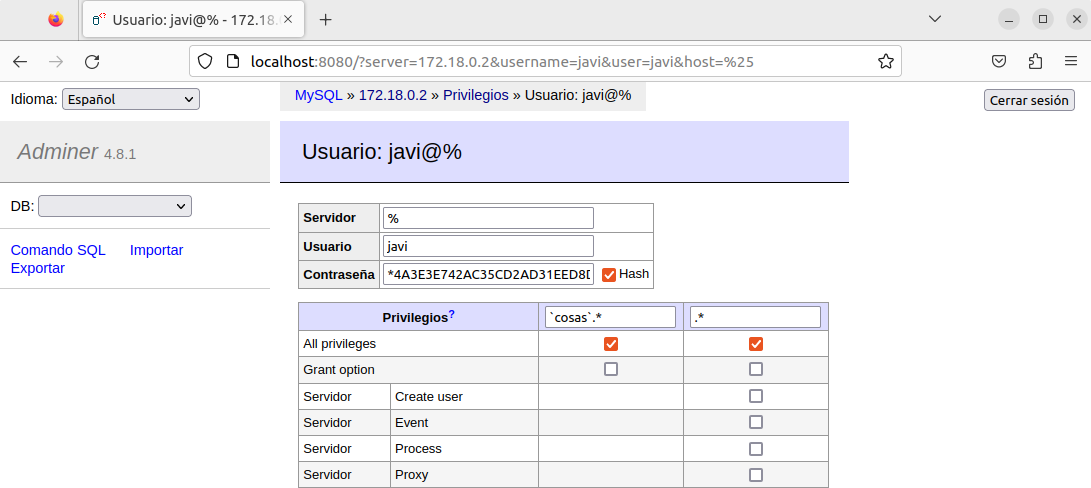 Usuario: javi@% - 172.18.
localhost:8080/?server=172.18.0.2&username=javi&user=javi&host=%25
Idioma: Español
MySQL » 172.18.0.2 » Privilegios » Usuario: javi@%
Cerrar sesión
Adminer 4.8.1
Usuario: javi@%
DB:
Comando SQL Importar
Exportar
Servidor %
Usuario javi
Contraseña *4A3E3E742AC35CD2AD31EED8 Hash
Privilegios? `cosas`.* .*
All privileges
Grant option
Servidor Create user
Servidor Event
Servidor Process
Servidor Proxy